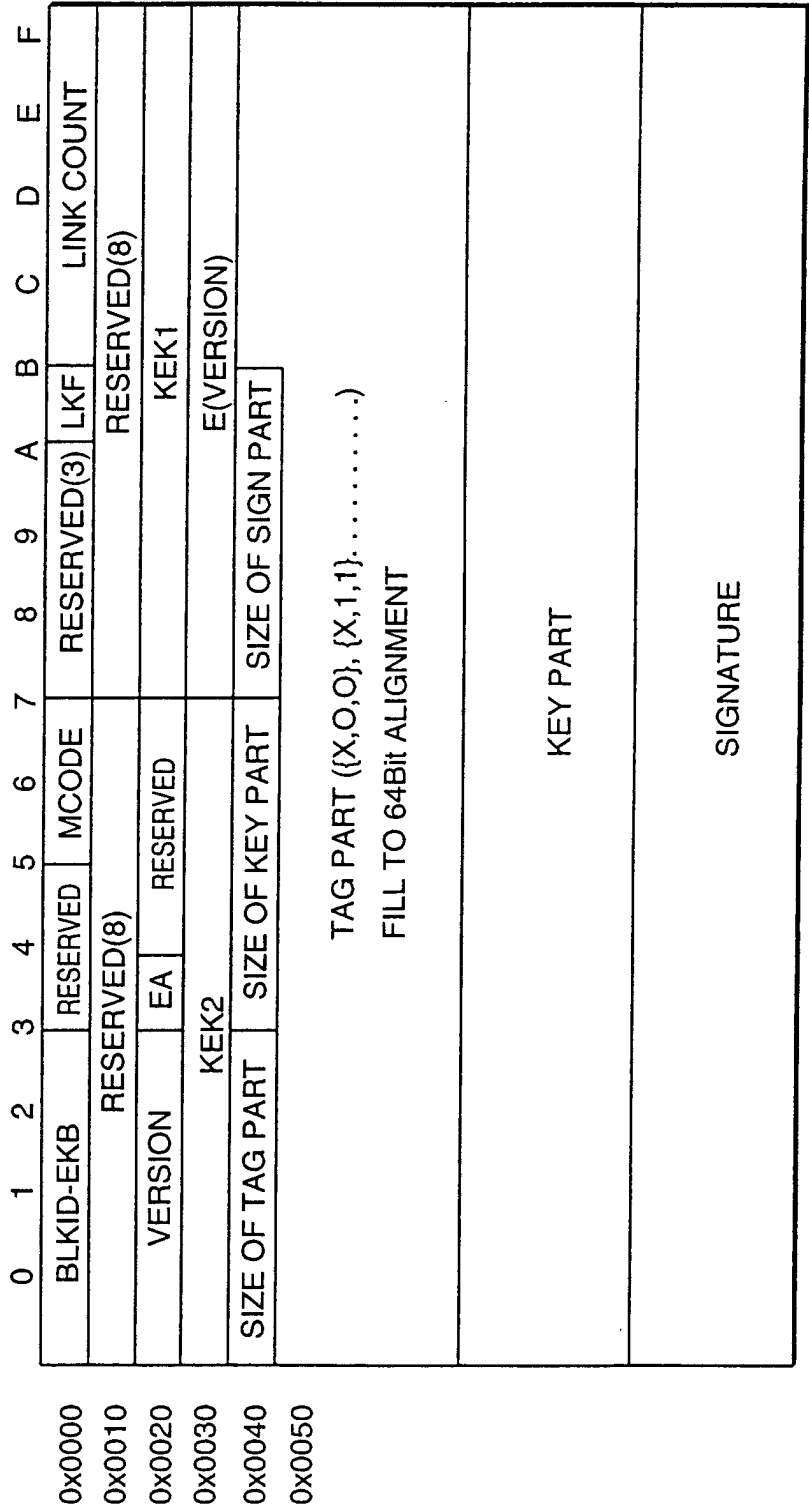 0 1 2 3 4 5 6 7 8 9 A B C D E F
0x0000 BLKID-EKB RESERVED MCODE RESERVED(3) LKF LINK COUNT
0x0010 RESERVED(8) RESERVED(8)
0x0020 VERSION EA RESERVED KEK1
0x0030 KEK2 E(VERSION)
0x0040 SIZE OF TAG PART SIZE OF KEY PART SIZE OF SIGN PART
0x0050
TAG PART ({X,O,O}, {X,1,1}..........)
FILL TO 64Bit ALIGNMENT
KEY PART
SIGNATURE